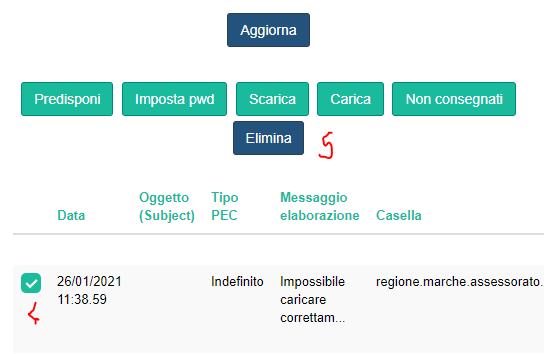 Aggiorna
Predisponi Imposta pwd Scarica Carica Non consegnati
Elimina 5
Data Oggetto (Subject) Tipo PEC Messaggio elaborazione Casella
26/01/2021 11:38.59 Indefinito Impossibile caricare correttam... regione.marche.assessorato.